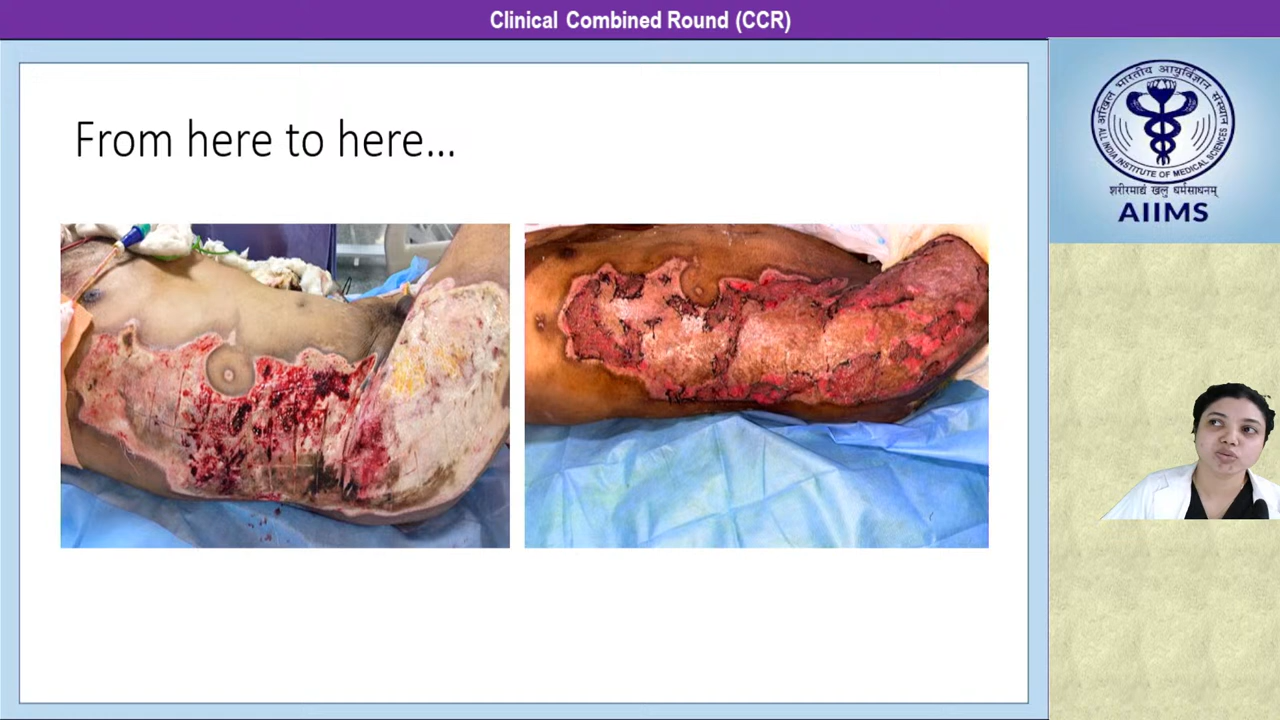 Clinical Combined Round (CCR)
From here to here...
अखिल भारतीय आयुर्विज्ञान संस्थान
ALL INDIA INSTITUTE OF MEDICAL SCIENCES
शरीरमाद्यं खलु धर्मसाधनम्
AIIMS